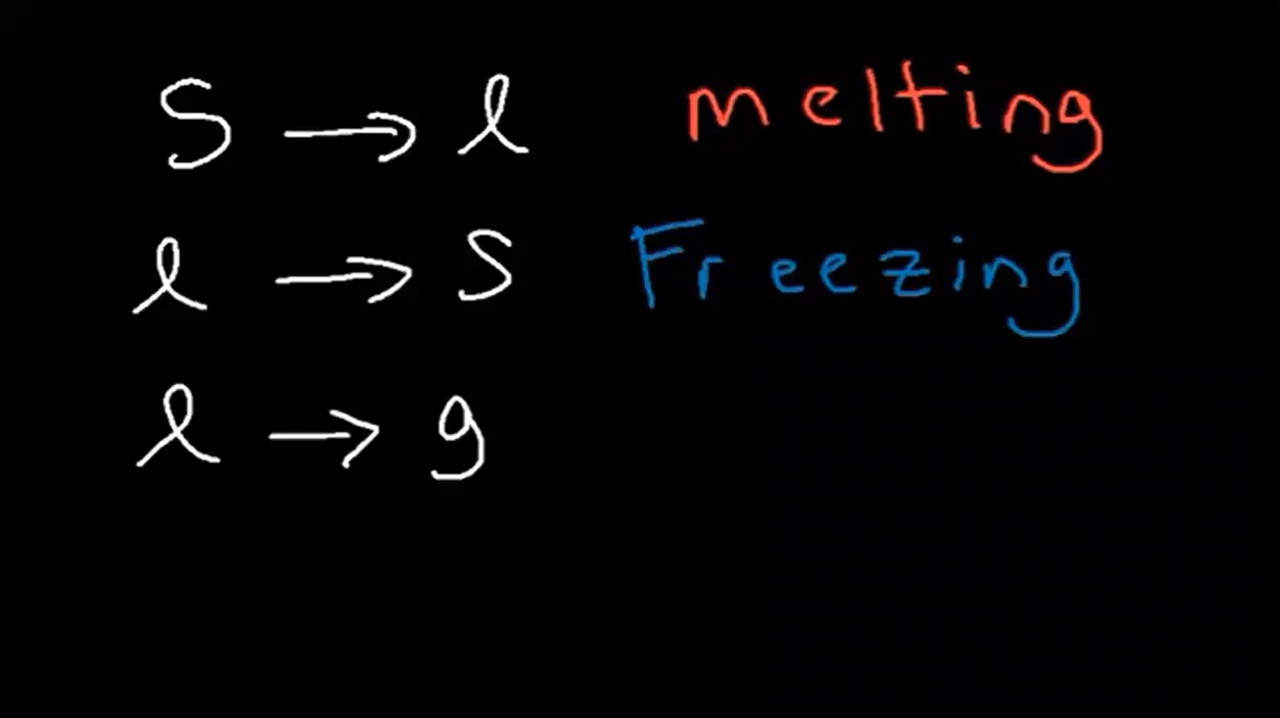 S → l melting
l → S Freezing
l → g